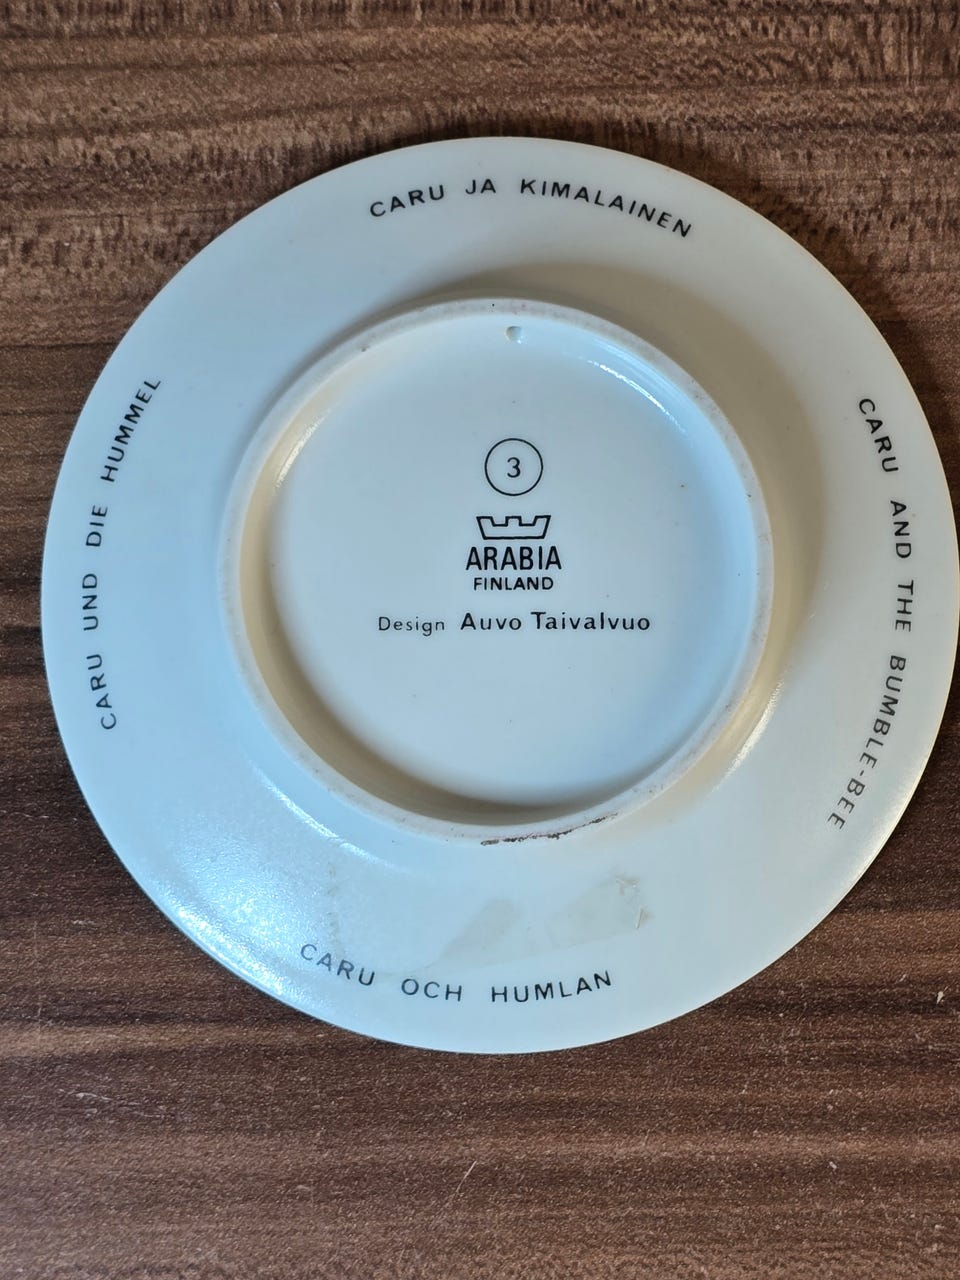 CARU JA KIMALAINEN
CARU AND THE BUMBLE-BEE
CARU OCH HUMLAN
CARU UND DIE HUMMEL
3
ARABIA
FINLAND
Design Auvo Taivalvuo